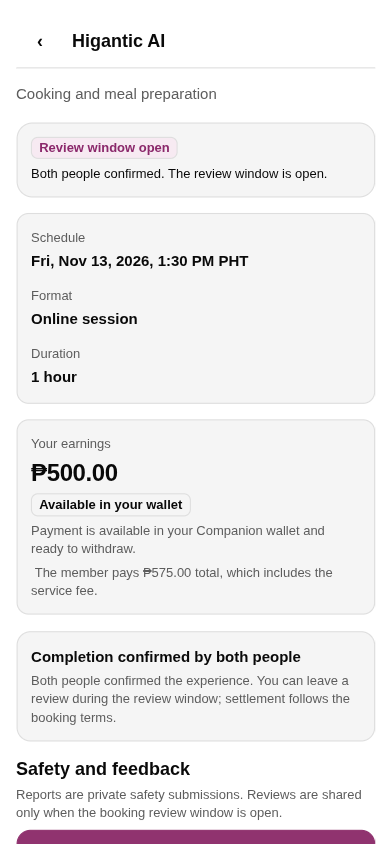 ‹ Higantic AI
Cooking and meal preparation
Review window open
Both people confirmed. The review window is open.
Schedule
Fri, Nov 13, 2026, 1:30 PM PHT
Format
Online session
Duration
1 hour
Your earnings
₱500.00
Available in your wallet
Payment is available in your Companion wallet and
ready to withdraw.
The member pays ₱575.00 total, which includes the
service fee.
Completion confirmed by both people
Both people confirmed the experience. You can leave a
review during the review window; settlement follows the
booking terms.
Safety and feedback
Reports are private safety submissions. Reviews are shared
only when the booking review window is open.